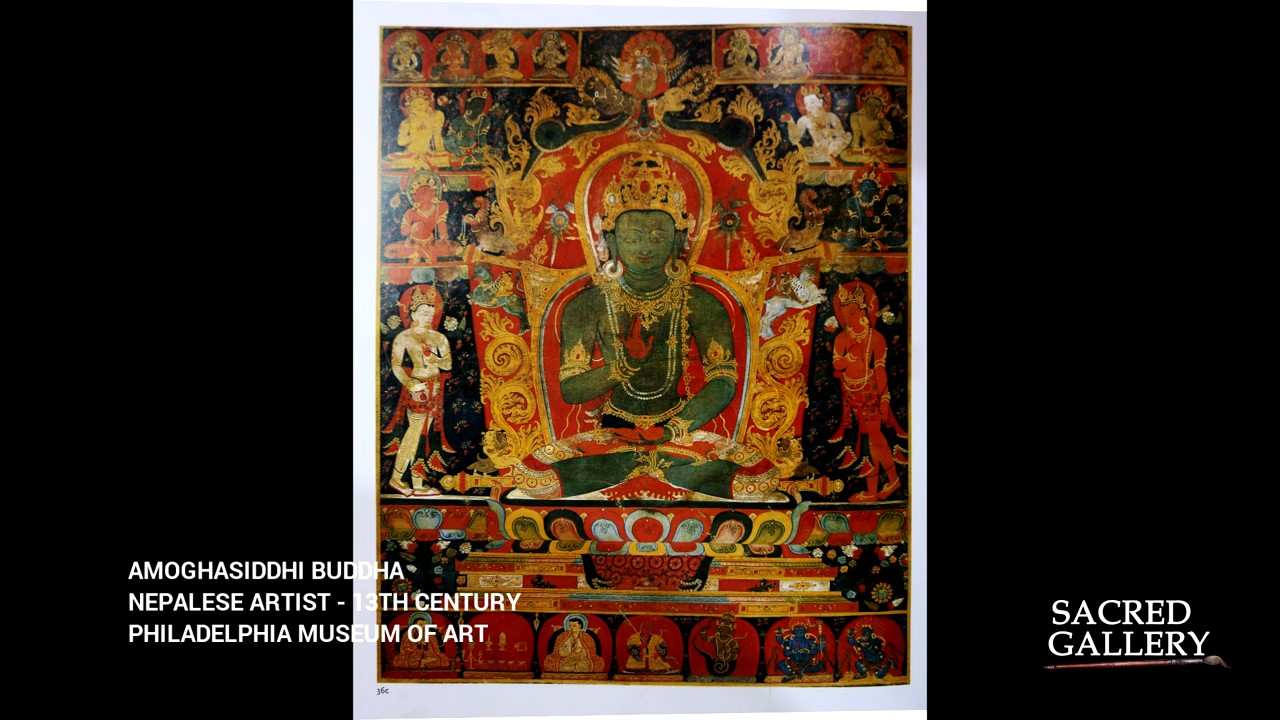 AMOGHASIDDHI BUDDHA
NEPALESE ARTIST - 13TH CENTURY
PHILADELPHIA MUSEUM OF ART
SACRED
GALLERY
36c